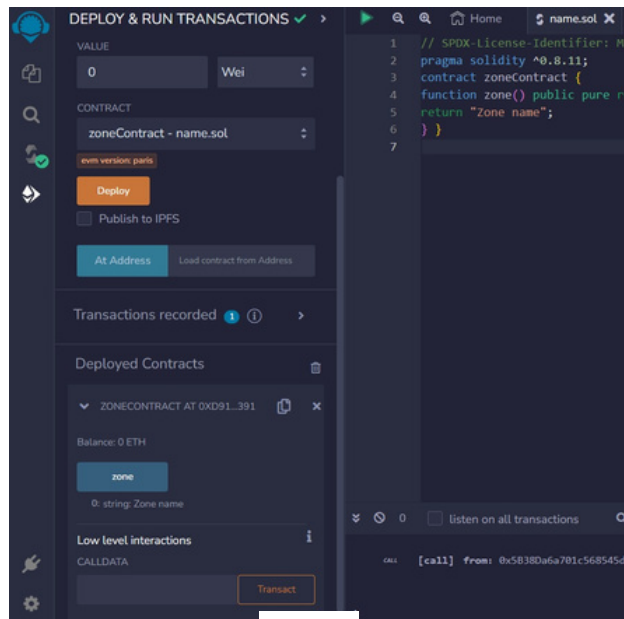 DEPLOY & RUN TRANSACTIONS
VALUE
0 Wei
CONTRACT
zoneContract - name.sol
evm version: paris
Deploy
Publish to IPFS
At Address Load contract from Address
Transactions recorded 1 i
Deployed Contracts
ZONECONTRACT AT 0XD91...391
Balance: 0 ETH
zone
0: string: Zone name
Low level interactions i
CALLDATA
Transact
Home name.sol
1 // SPDX-License-Identifier: M
2 pragma solidity ^0.8.11;
3 contract zoneContract {
4 function zone() public pure r
5 return "Zone name";
6 } }
7
0 listen on all transactions
CALL [call] from: 0x5B38Da6a701c568545d